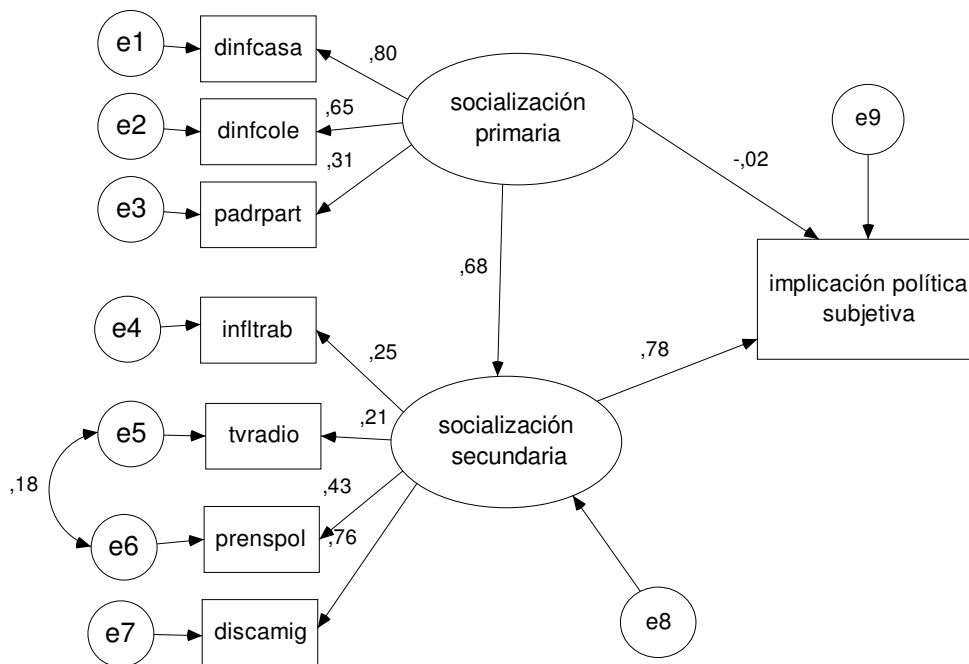 e1
dinfcasa
,80
e2
dinfcole
,65
e3
padrpart
,31
socialización
primaria
-,02
e9
,68
implicación política
subjetiva
e4
infltrab
,25
,78
e5
tvradio
,21
socialización
secundaria
,18
e6
prenspol
,43
,76
e7
discamig
e8